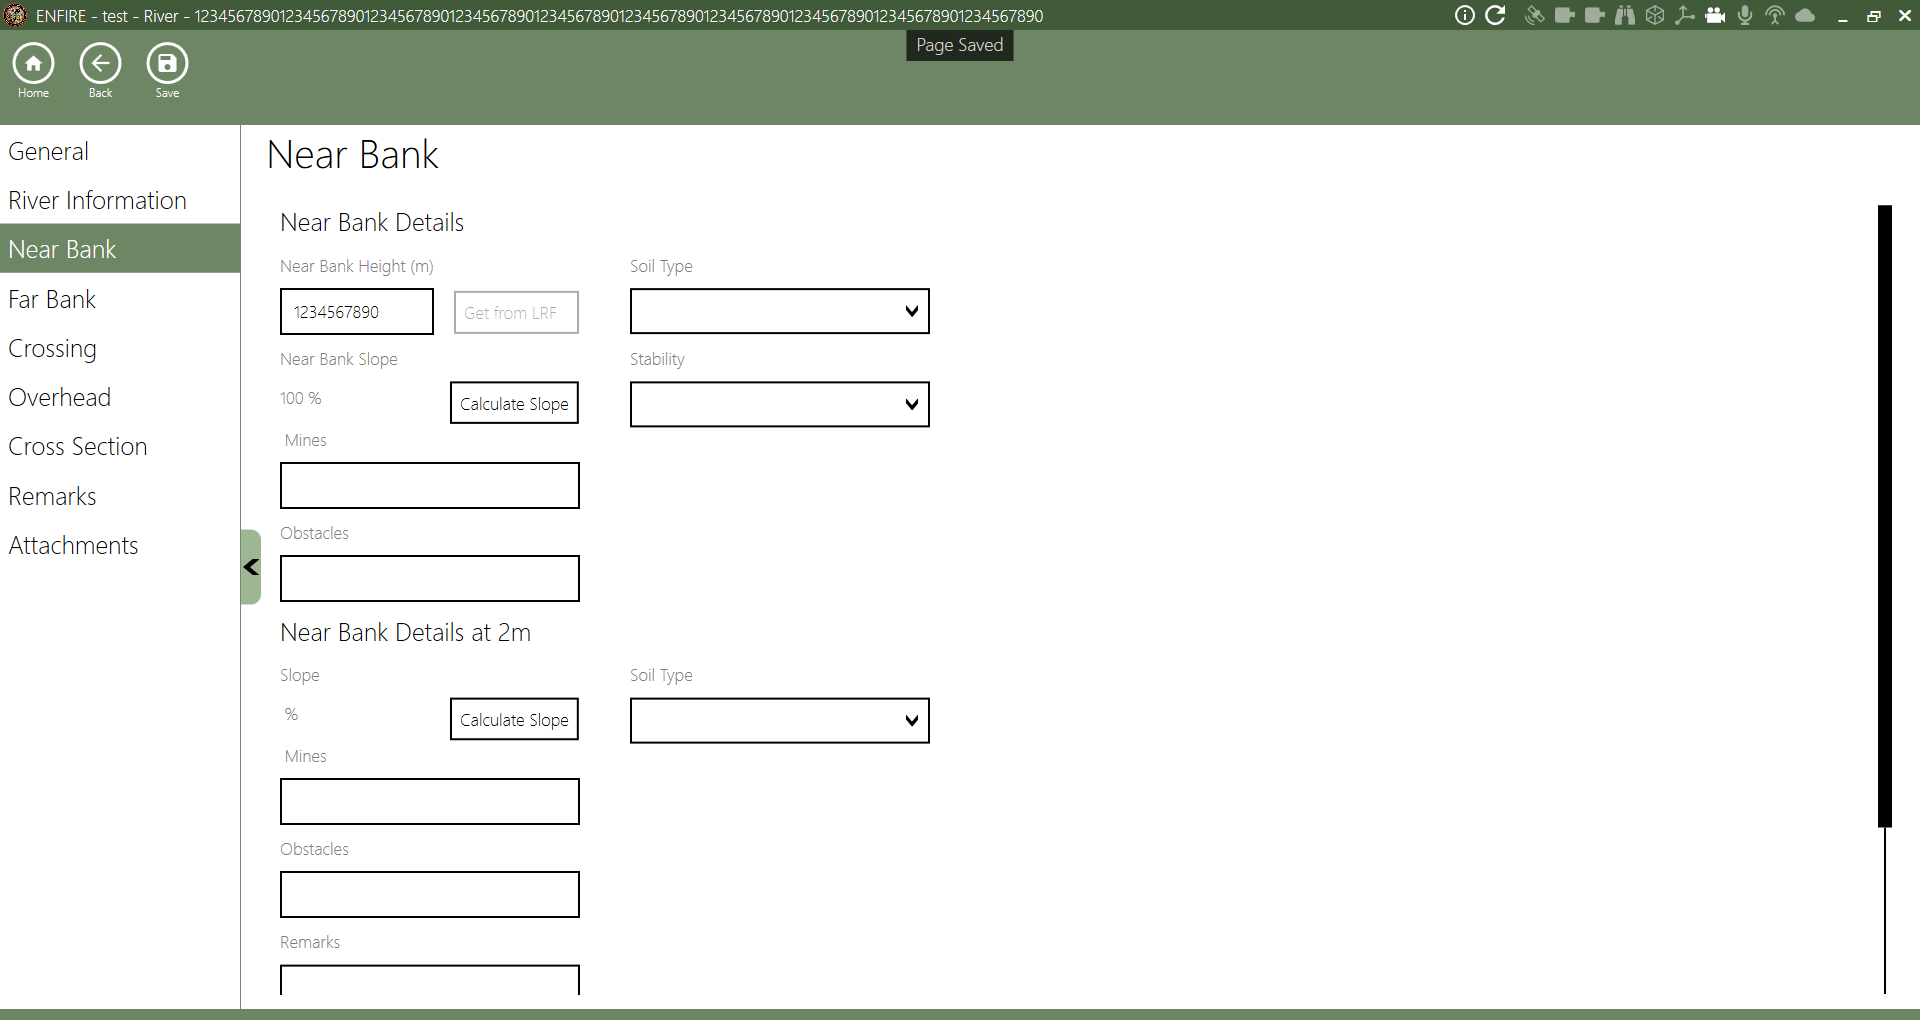 ENFIRE - test - River - 1234567890123456789012345678901234567890123456789012345678901234567890123456789012345678901234567890
Page Saved
Home
Back
Save
General
River Information
Near Bank
Far Bank
Crossing
Overhead
Cross Section
Remarks
Attachments
Near Bank
Near Bank Details
Near Bank Height (m)
Soil Type
1234567890
Get from LRF
Near Bank Slope
Stability
100 %
Calculate Slope
Mines
Obstacles
Near Bank Details at 2m
Slope
Soil Type
%
Calculate Slope
Mines
Obstacles
Remarks